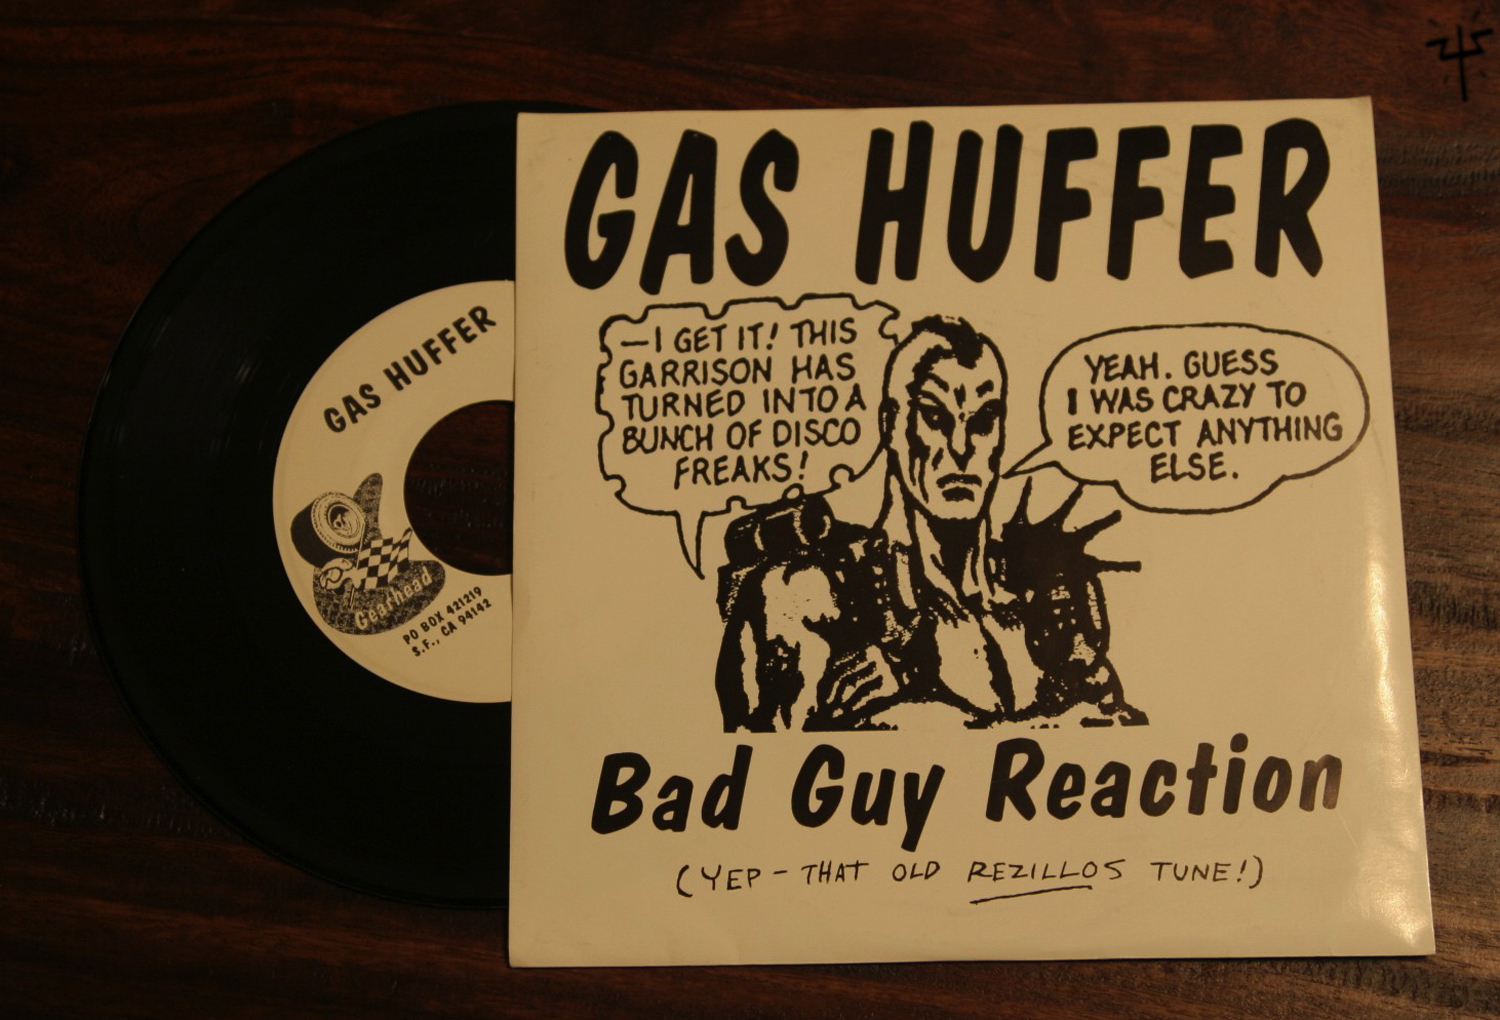 GAS HUFFER
—I GET IT! THIS
GARRISON HAS
TURNED INTO A
BUNCH OF DISCO
FREAKS!
YEAH. GUESS
I WAS CRAZY TO
EXPECT ANYTHING
ELSE.
Bad Guy Reaction
(YEP - THAT OLD REZILLOS TUNE!)
GAS HUFFER
Gearhead
PO BOX 421219
S.F., CA 94142